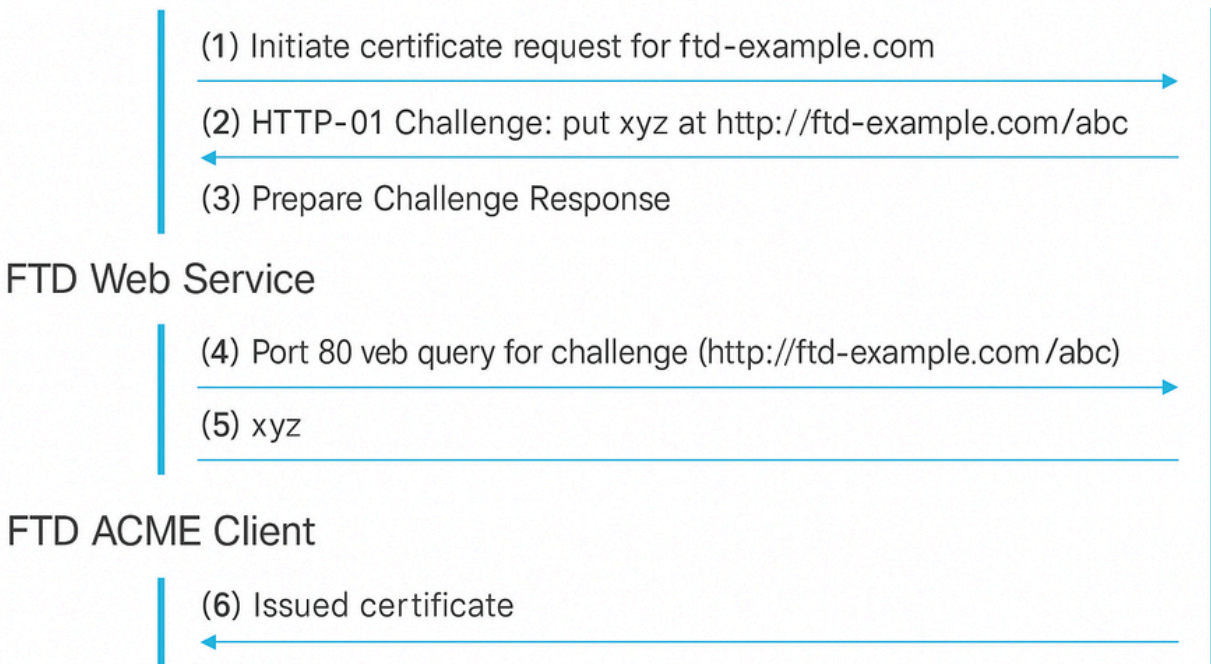 (1) Initiate certificate request for ftd-example.com
(2) HTTP-01 Challenge: put xyz at http://ftd-example.com/abc
(3) Prepare Challenge Response
FTD Web Service
(4) Port 80 veb query for challenge (http://ftd-example.com/abc)
(5) xyz
FTD ACME Client
(6) Issued certificate